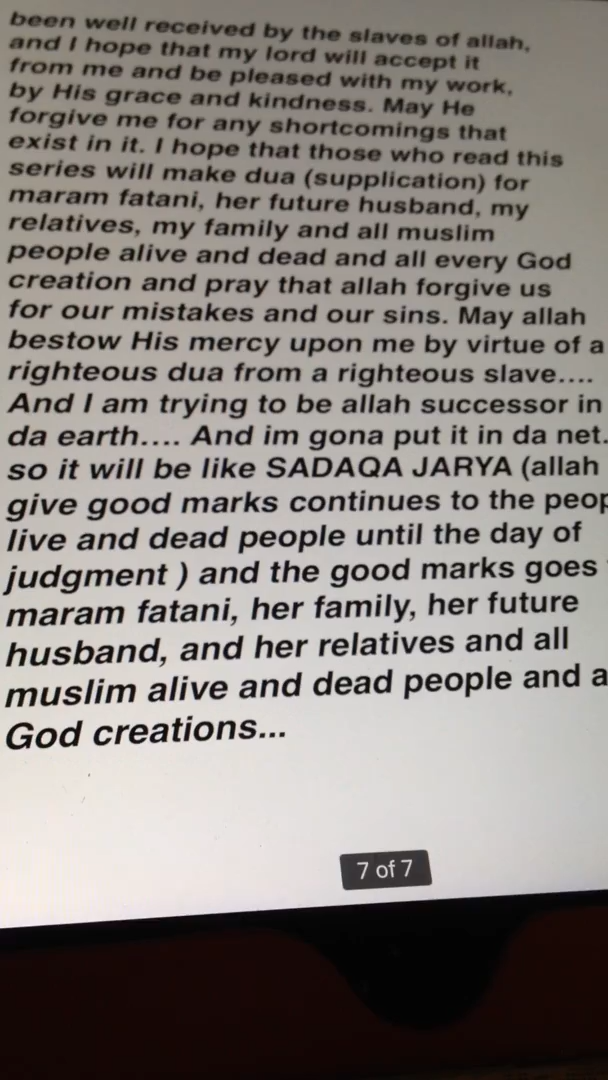 been well received by the slaves of allah,
and I hope that my lord will accept it
from me and be pleased with my work,
by His grace and kindness. May He
forgive me for any shortcomings that
exist in it. I hope that those who read this
series will make dua (supplication) for
maram fatani, her future husband, my
relatives, my family and all muslim
people alive and dead and all every God
creation and pray that allah forgive us
for our mistakes and our sins. May allah
bestow His mercy upon me by virtue of a
righteous dua from a righteous slave....
And I am trying to be allah successor in
da earth.... And im gona put it in da net.
so it will be like SADAQA JARYA (allah
give good marks continues to the
live and dead people until the day of
judgment ) and the good marks goes
maram fatani, her family, her future
husband, and her relatives and all
muslim alive and dead people and
God creations...
7 of 7